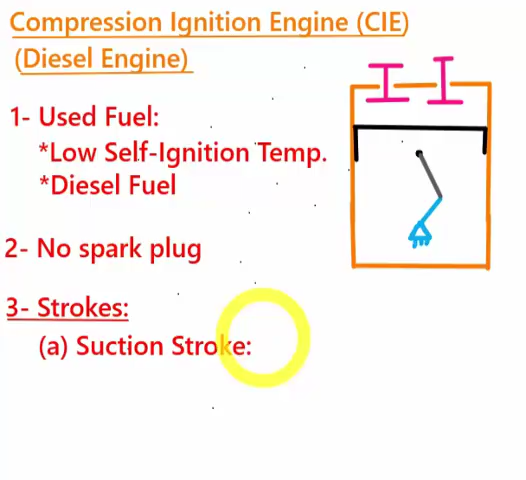 Compression Ignition Engine (CIE)
(Diesel Engine)
1- Used Fuel:
*Low Self-Ignition Temp.
*Diesel Fuel
2- No spark plug
3- Strokes:
(a) Suction Stroke: